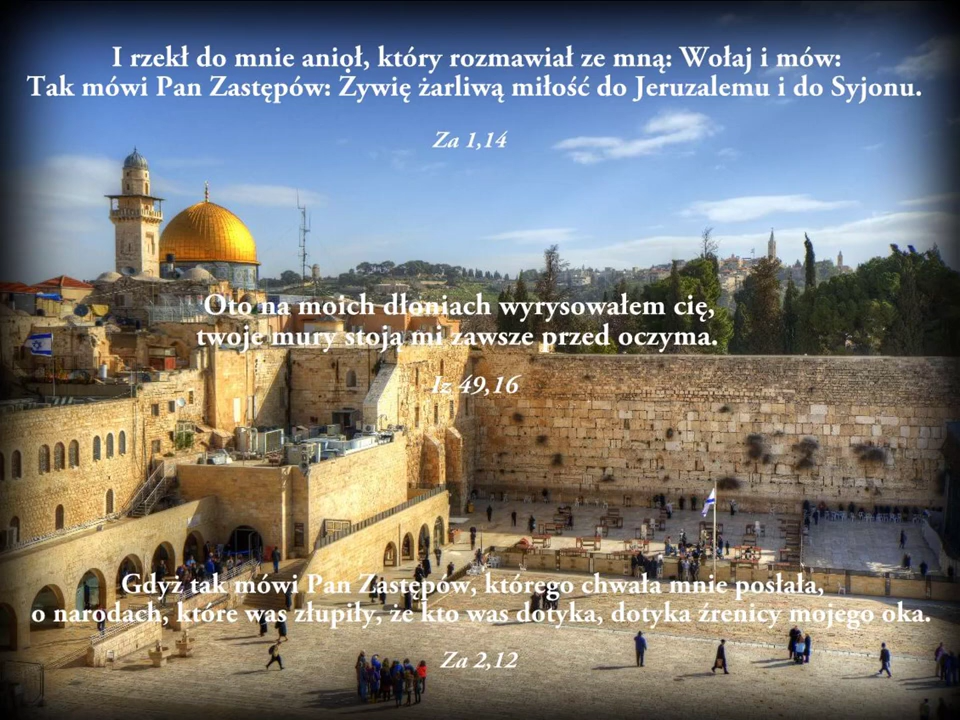 I rzekł do mnie anioł, który rozmawiał ze mną: Wołaj i mów:
Tak mówi Pan Zastępów: Żywię żarliwą miłość do Jeruzalemu i do Syjonu.
Za 1,14
Oto na moich dłoniach wyrysowałem cię,
twoje mury stoją mi zawsze przed oczyma.
Iz 49,16
Gdyż tak mówi Pan Zastępów, którego chwała mnie posłała,
o narodach, które was złupiły, że kto was dotyka, dotyka źrenicy mojego oka.
Za 2,12